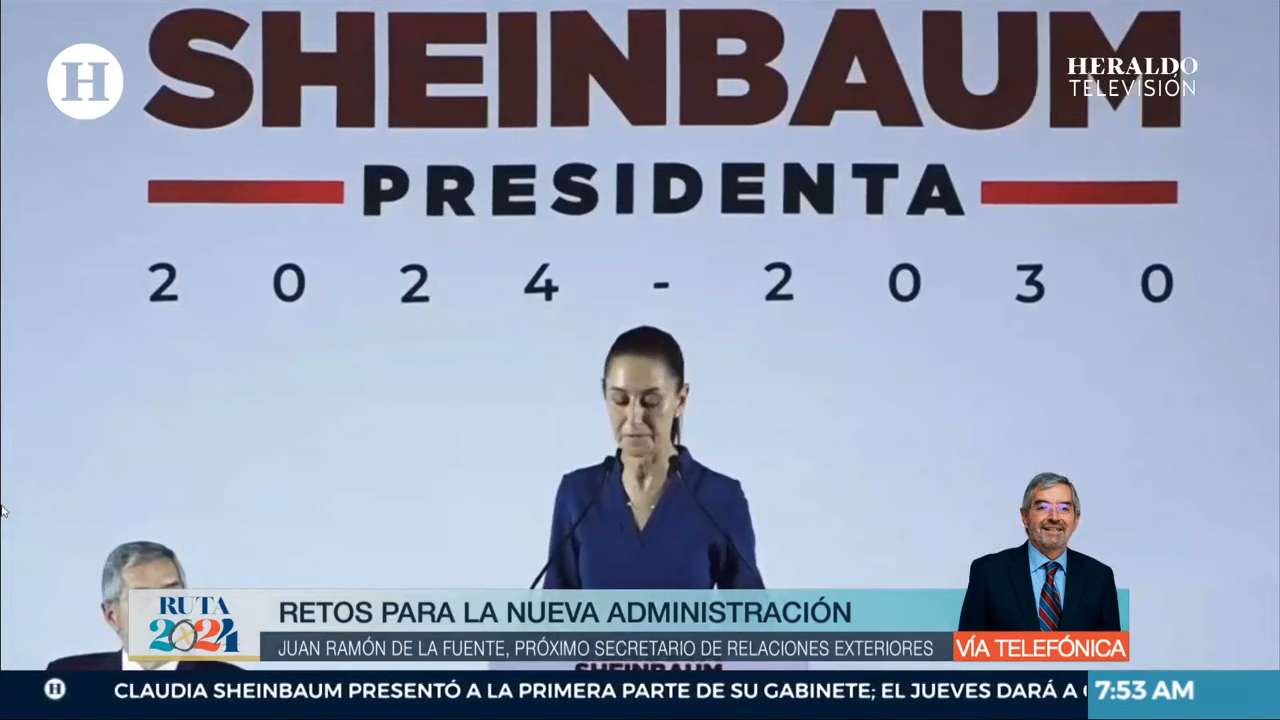 SHEINBAUM
H
HERALDO
TELEVISIÓN
PRESIDENTA
2024-2030
RUTA
2024
RETOS PARA LA NUEVA ADMINISTRACIÓN
JUAN RAMÓN DE LA FUENTE, PRÓXIMO SECRETARIO DE RELACIONES EXTERIORES
VÍA TELEFÓNICA
SHEINBAUM
H
CLAUDIA SHEINBAUM PRESENTÓ A LA PRIMERA PARTE DE SU GABINETE; EL JUEVES DARÁ A
7:53 AM